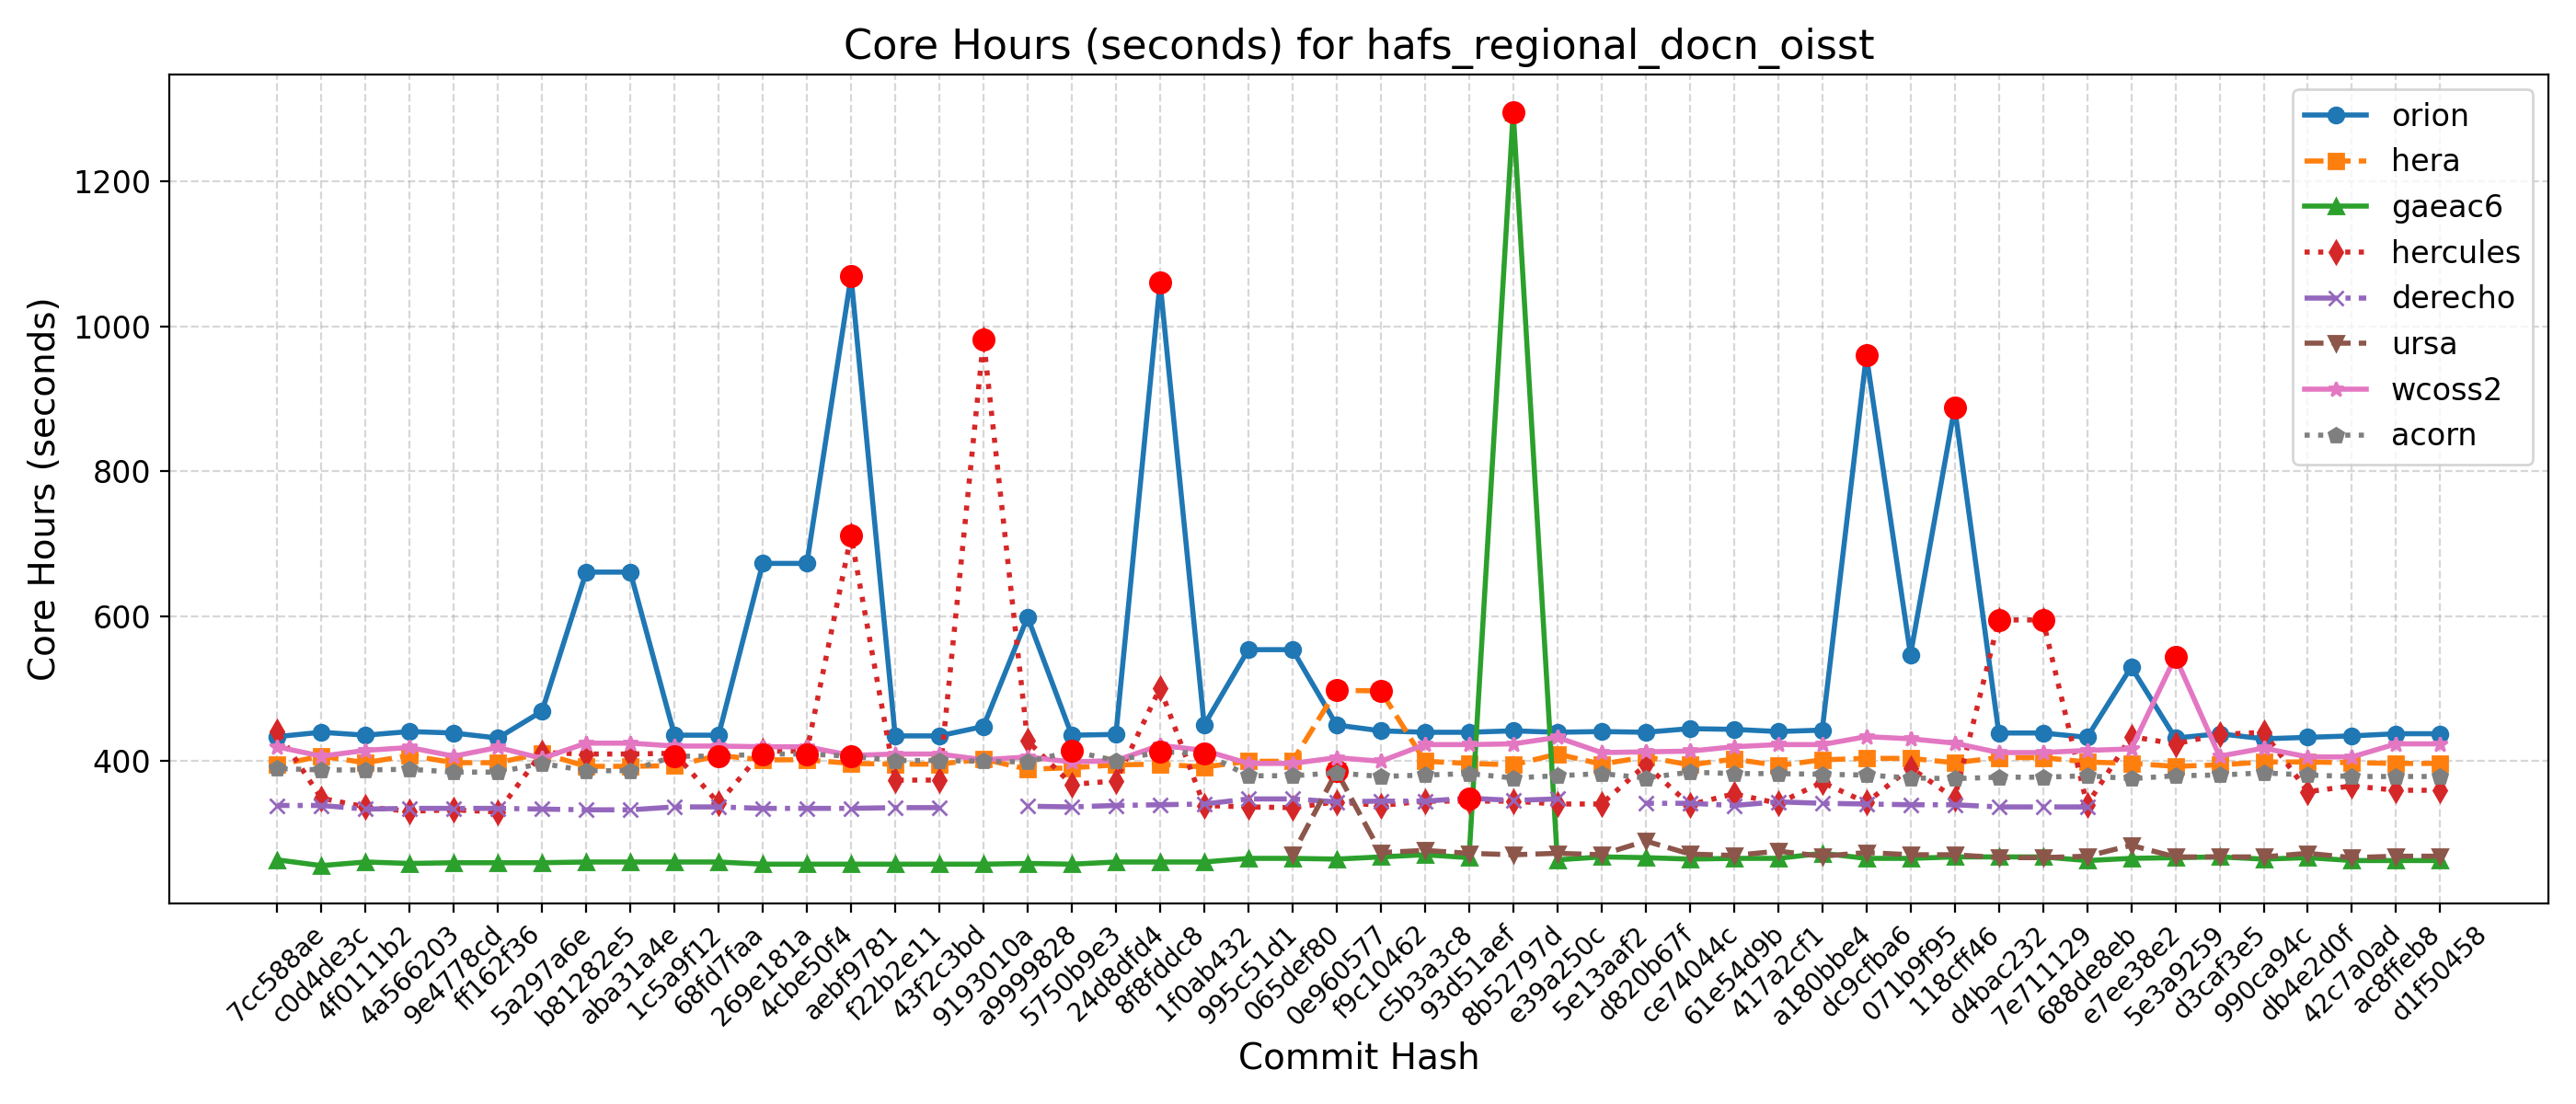 Core Hours (seconds) for hafs_regional_docn_oisst
Core Hours (seconds)
1200
1000
800
600
400
orion
hera
gaeac6
hercules
derecho
ursa
wcoss2
acorn
7cc588ae
c0d4de3c
4f0111b2
4a566203
9e4778cd
ff162f36
5a297a6e
b81282e5
aba31a4e
1c5a9f12
68fd7faa
269e181a
4cbe50f4
aebf9781
f22b2e11
43f2c3bd
9193010a
a9999828
5750b9e3
24d8dfd4
8f8fddc8
1f0ab432
995c51d1
065def80
0e960577
f9c10462
c5b3a3c8
93d51aef
8b52797d
e39a250c
5e13aaf2
d820b67f
ce74044c
61e54d9b
417a2cf1
a180bbe4
dc9cfba6
071b9f95
118cff46
d4bac232
7e711129
688de8eb
e7ee38e2
5e3a9259
d3caf3e5
990ca94c
db4e2d0f
42c7a0ad
ac8ffeb8
d1f50458
Commit Hash